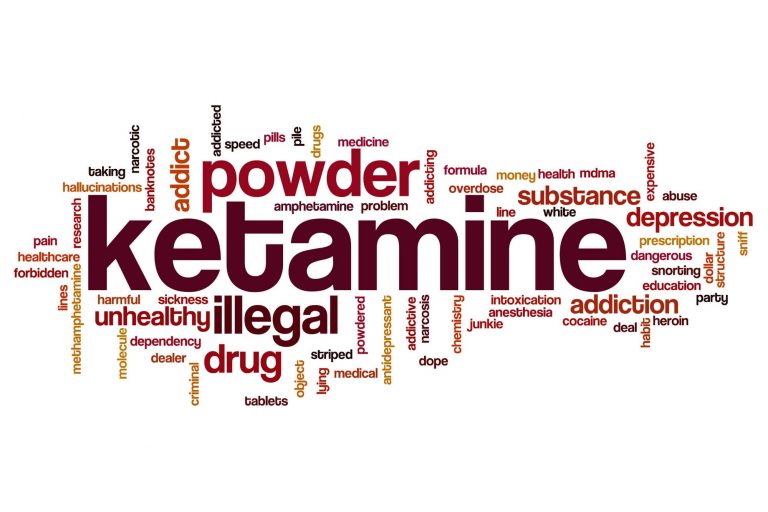 addicted
narcotic
speed
pills
pile
drugs
medicine
taking
banknotes
addict
powder
addicting
formula
money
health
mdma
expensive
hallucinations
overdose
substance
abuse
research
amphetamine
problem
line
white
depression
ketamine
pain
healthcare
forbidden
prescription
dangerous
sniff
structure
dollar
snorting
education
lines
methamphetamine
harmful
sickness
unhealthy
illegal
powdered
antidepressant
addictive
narcosis
chemistry
intoxication
anesthesia
addiction
party
junkie
cocaine
deal
habit
heroin
molecule
dependency
dealer
drug
striped
dope
criminal
object
lying
medical
tablets